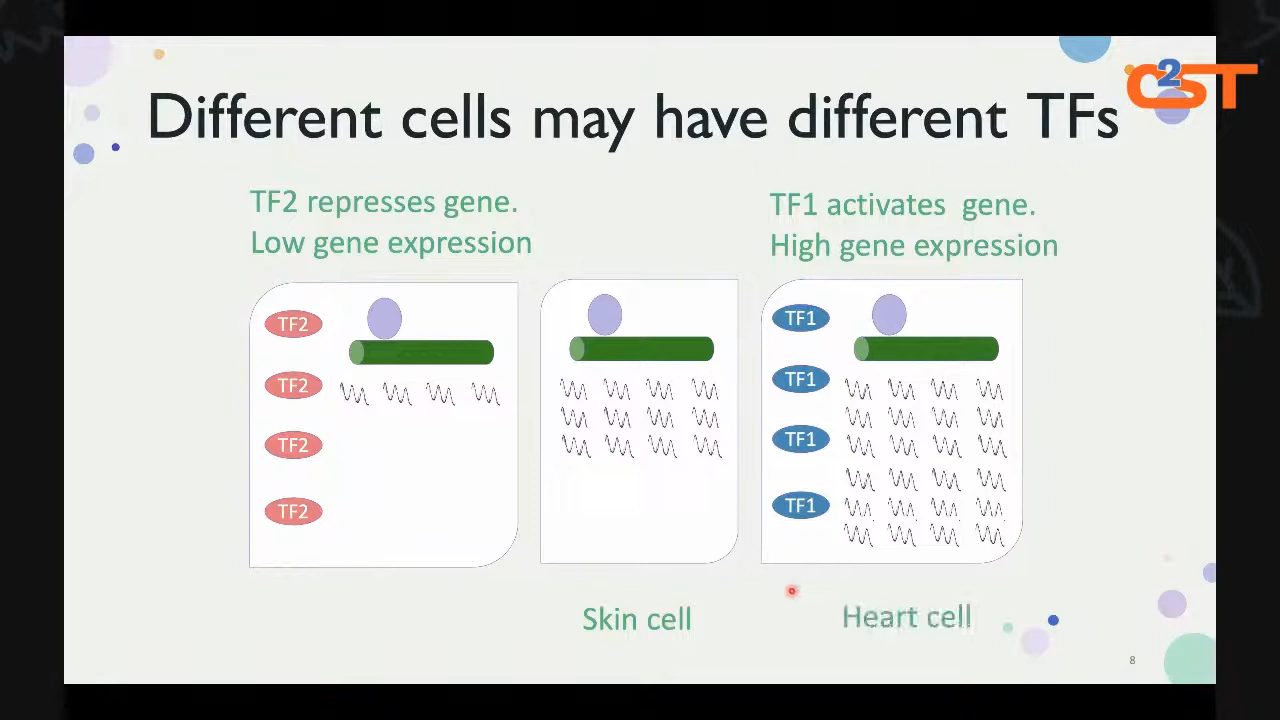 Different cells may have different TFs
C2ST
TF2 represses gene.
Low gene expression
TF1 activates  gene.
High gene expression
TF2
TF2
TF2
TF2
TF1
TF1
TF1
TF1
Skin cell
Heart cell
8